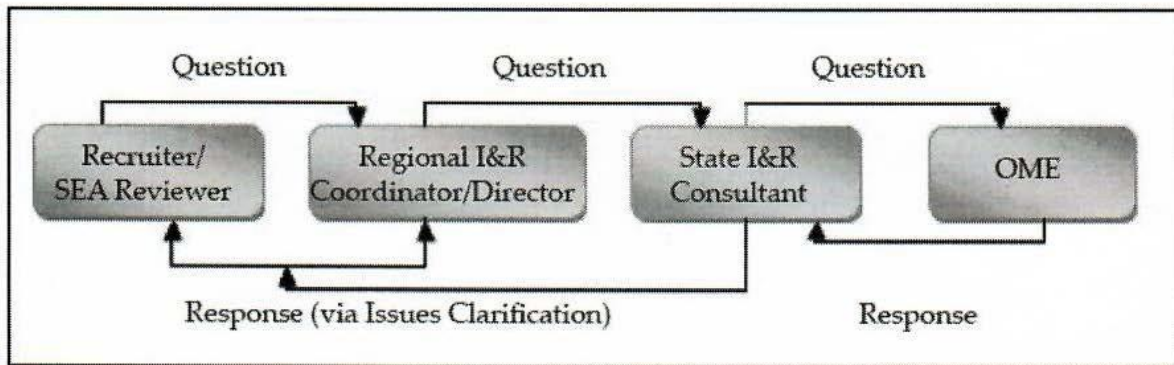 Question
Question
Question
Recruiter/
SEA Reviewer
Regional I&R
Coordinator/Director
State I&R
Consultant
OME
Response (via Issues Clarification)
Response